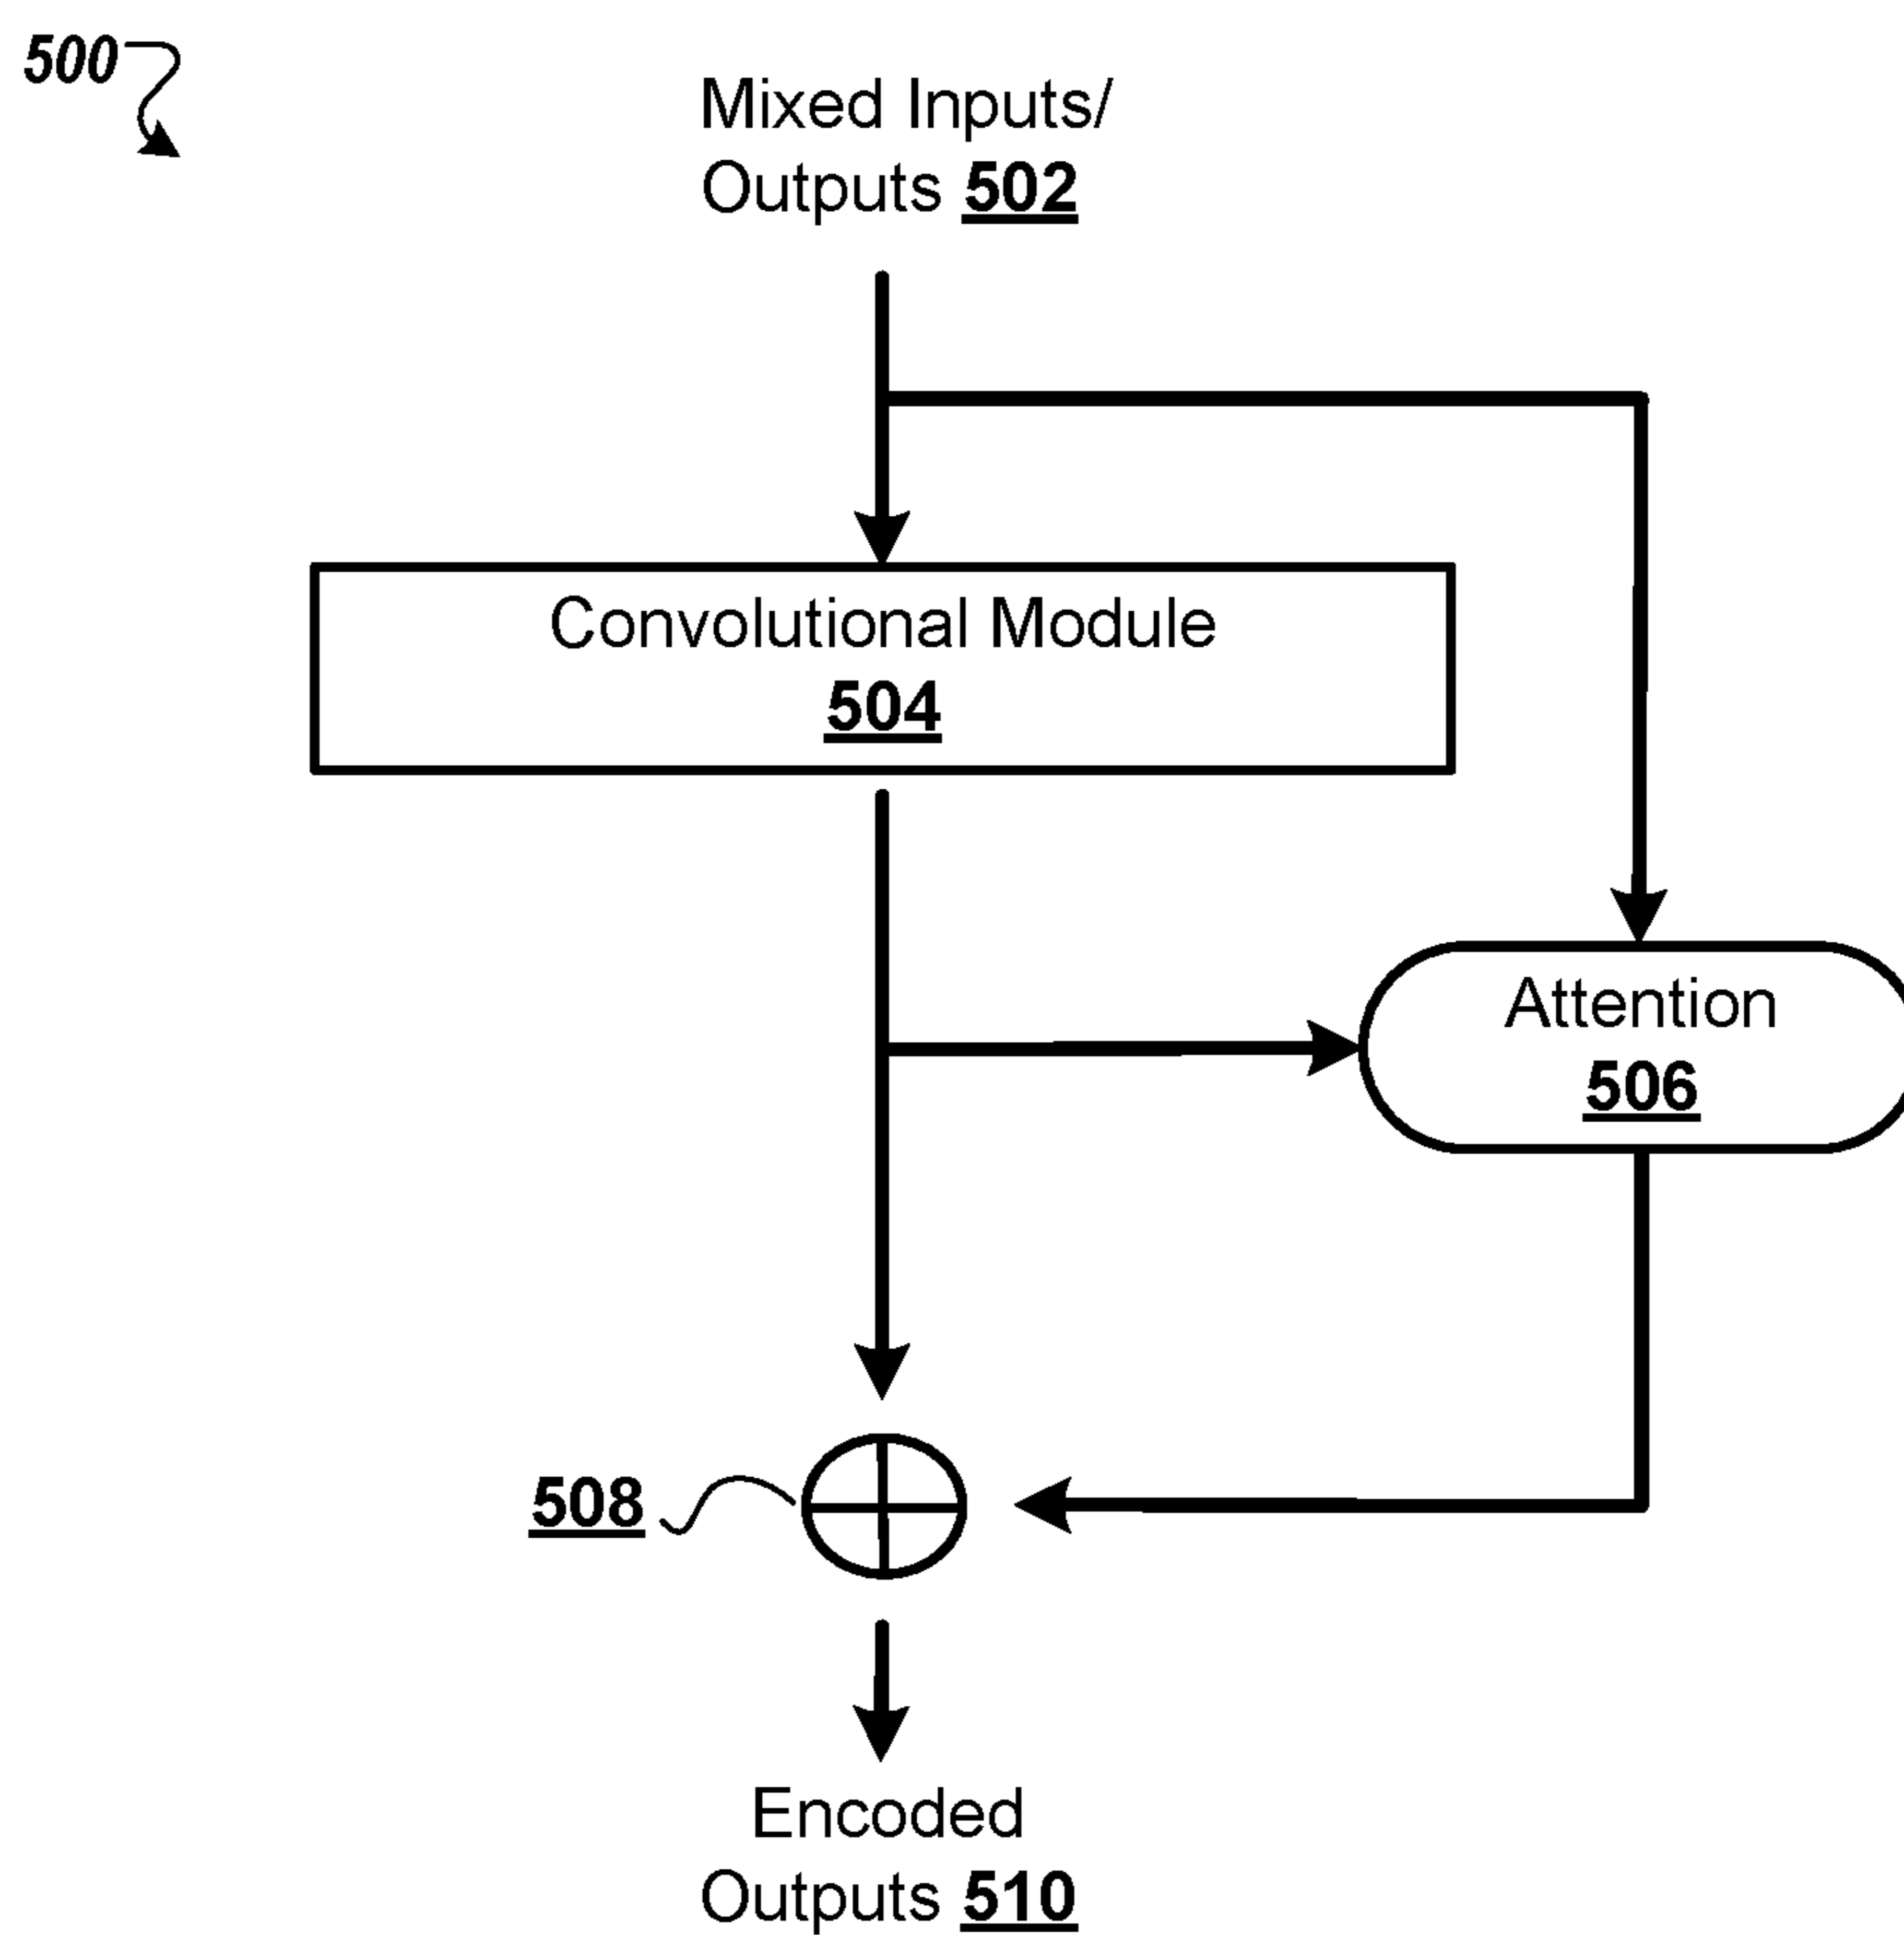 500
Mixed Inputs/
Outputs 502
Convolutional Module
504
Attention
506
508
Encoded
Outputs 510